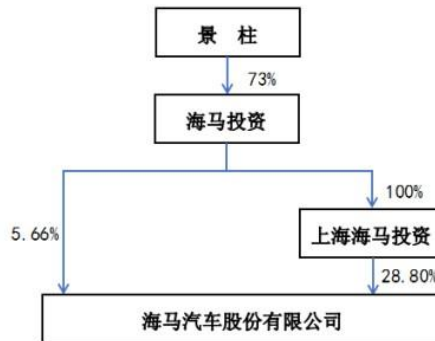 景 柱
73%
海马投资
100%
5.66%
上海海马投资
28.80%
海马汽车股份有限公司